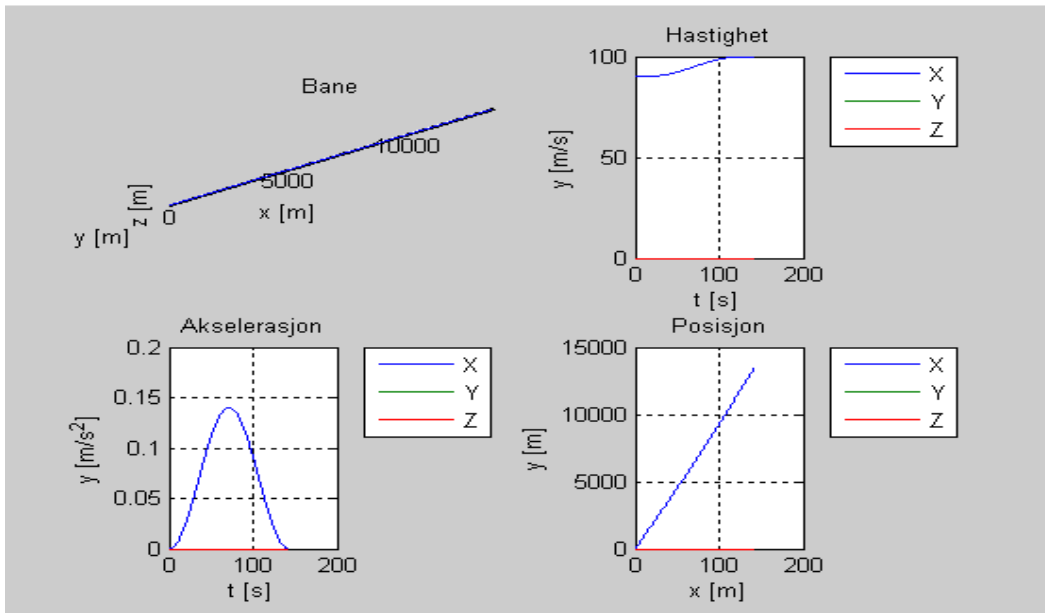 Bane
z [m]
0
5000
10000
x [m]
y [m]
Hastighet
100
50
0
y [m/s]
0 100 200
t [s]
X
Y
Z
Akselerasjon
0.2
0.15
0.1
0.05
0
y [m/s²]
0 100 200
t [s]
X
Y
Z
Posisjon
15000
10000
5000
0
y [m]
0 100 200
x [m]
X
Y
Z